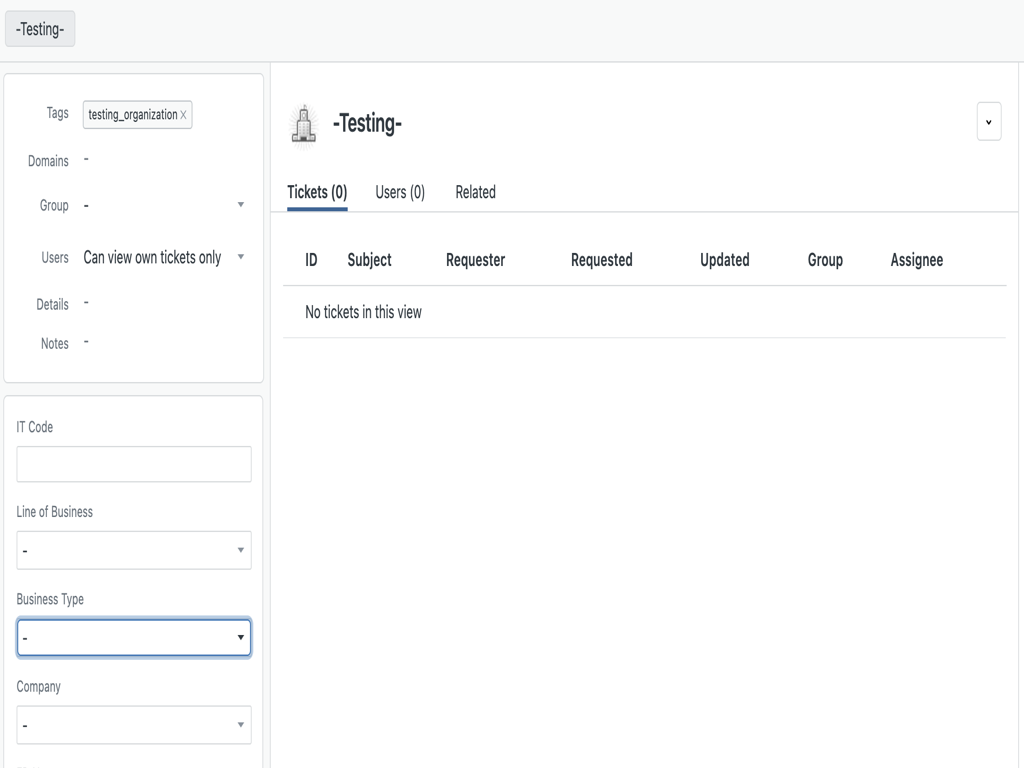 -Testing-
Tags testing_organization X
Domains -
Group -
Users Can view own tickets only
Details -
Notes -
IT Code
Line of Business
-
Business Type
-
Company
-
-Testing-
Tickets (0) Users (0) Related
ID Subject Requester Requested Updated Group Assignee
No tickets in this view